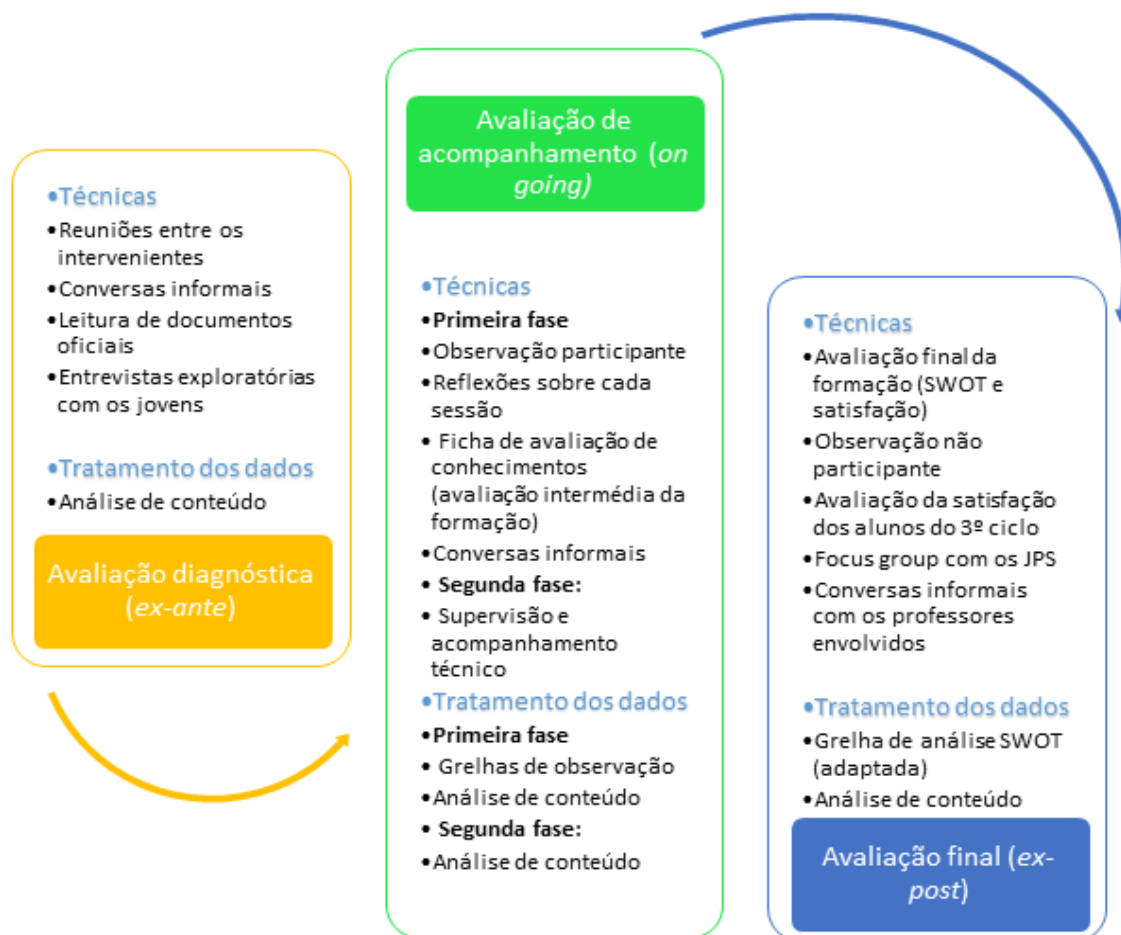 •Técnicas
•Reuniões entre os
intervenientes
•Conversas informais
•Leitura de documentos
oficiais
•Entrevistas exploratórias
com os jovens
•Tratamento dos dados
•Análise de conteúdo
Avaliação diagnóstica
(ex-ante)
Avaliação de
acompanhamento (on
going)
•Técnicas
•Primeira fase
•Observação participante
•Reflexões sobre cada
sessão
• Ficha de avaliação de
conhecimentos
(avaliação intermédia da
formação)
•Conversas informais
• Segunda fase:
• Supervisão e
acompanhamento
técnico
•Tratamento dos dados
•Primeira fase
• Grelhas de observação
•Análise de conteúdo
• Segunda fase:
•Análise de conteúdo
•Técnicas
•Avaliação final da
formação (SWOT e
satisfação)
•Observação não
participante
•Avaliação da satisfação
dos alunos do 3º ciclo
•Focus group com os JPS
•Conversas informais
com os professores
envolvidos
•Tratamento dos dados
•Grelha de análise SWOT
(adaptada)
•Análise de conteúdo
Avaliação final (ex-
post)